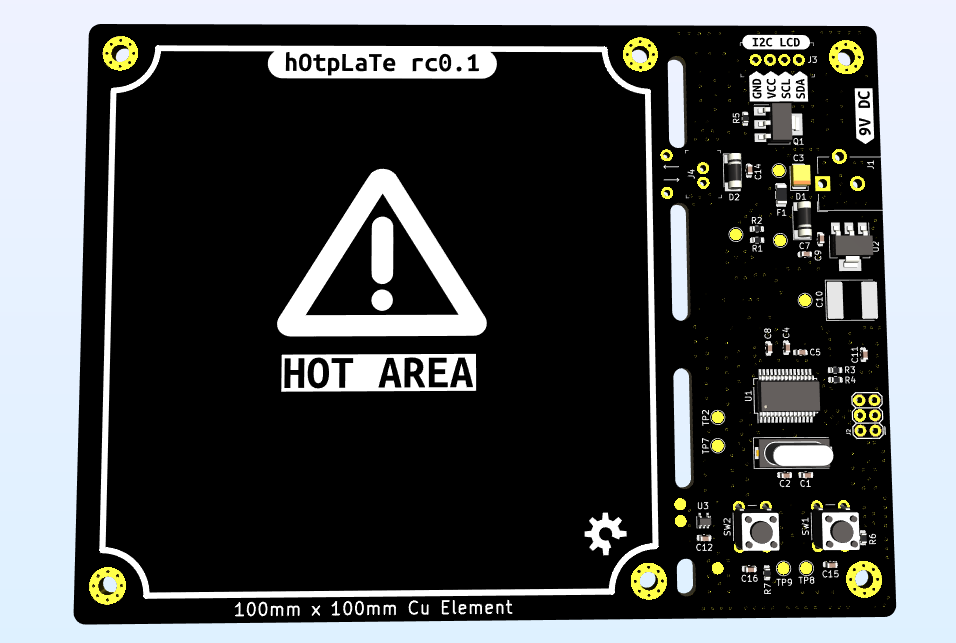 hOtpLaTe rc0.1
I2C LCD
J3
GND
VCC
SCL
SDA
9V DC
R5
Q1
J4
C14
D2
C3
D1
F1
J1
R2
R1
C7
C9
U2
C10
HOT AREA
C8
C4
C5
C11
R3
R4
U1
J2
TP2
TP7
C2
C1
U3
C12
SW2
SW1
R6
C16
R7
TP9
TP8
C15
100mm x 100mm Cu Element